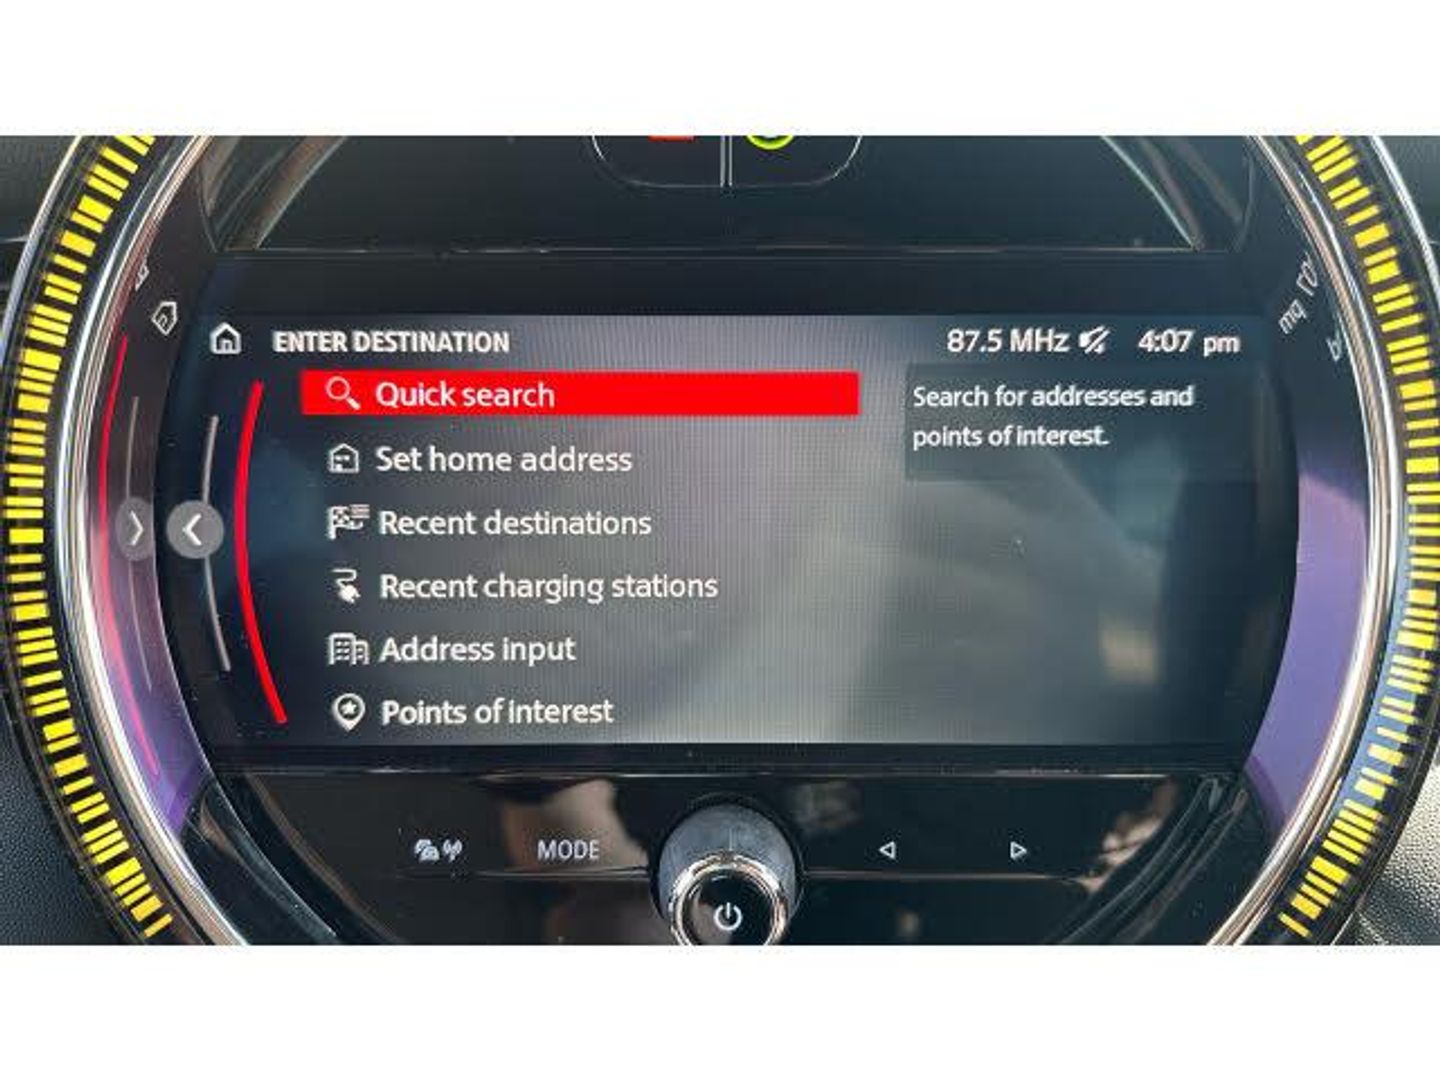 ENTER DESTINATION
87.5 MHz 4:07 pm
Quick search
Search for addresses and
points of interest.
Set home address
Recent destinations
Recent charging stations
Address input
Points of interest
MODE